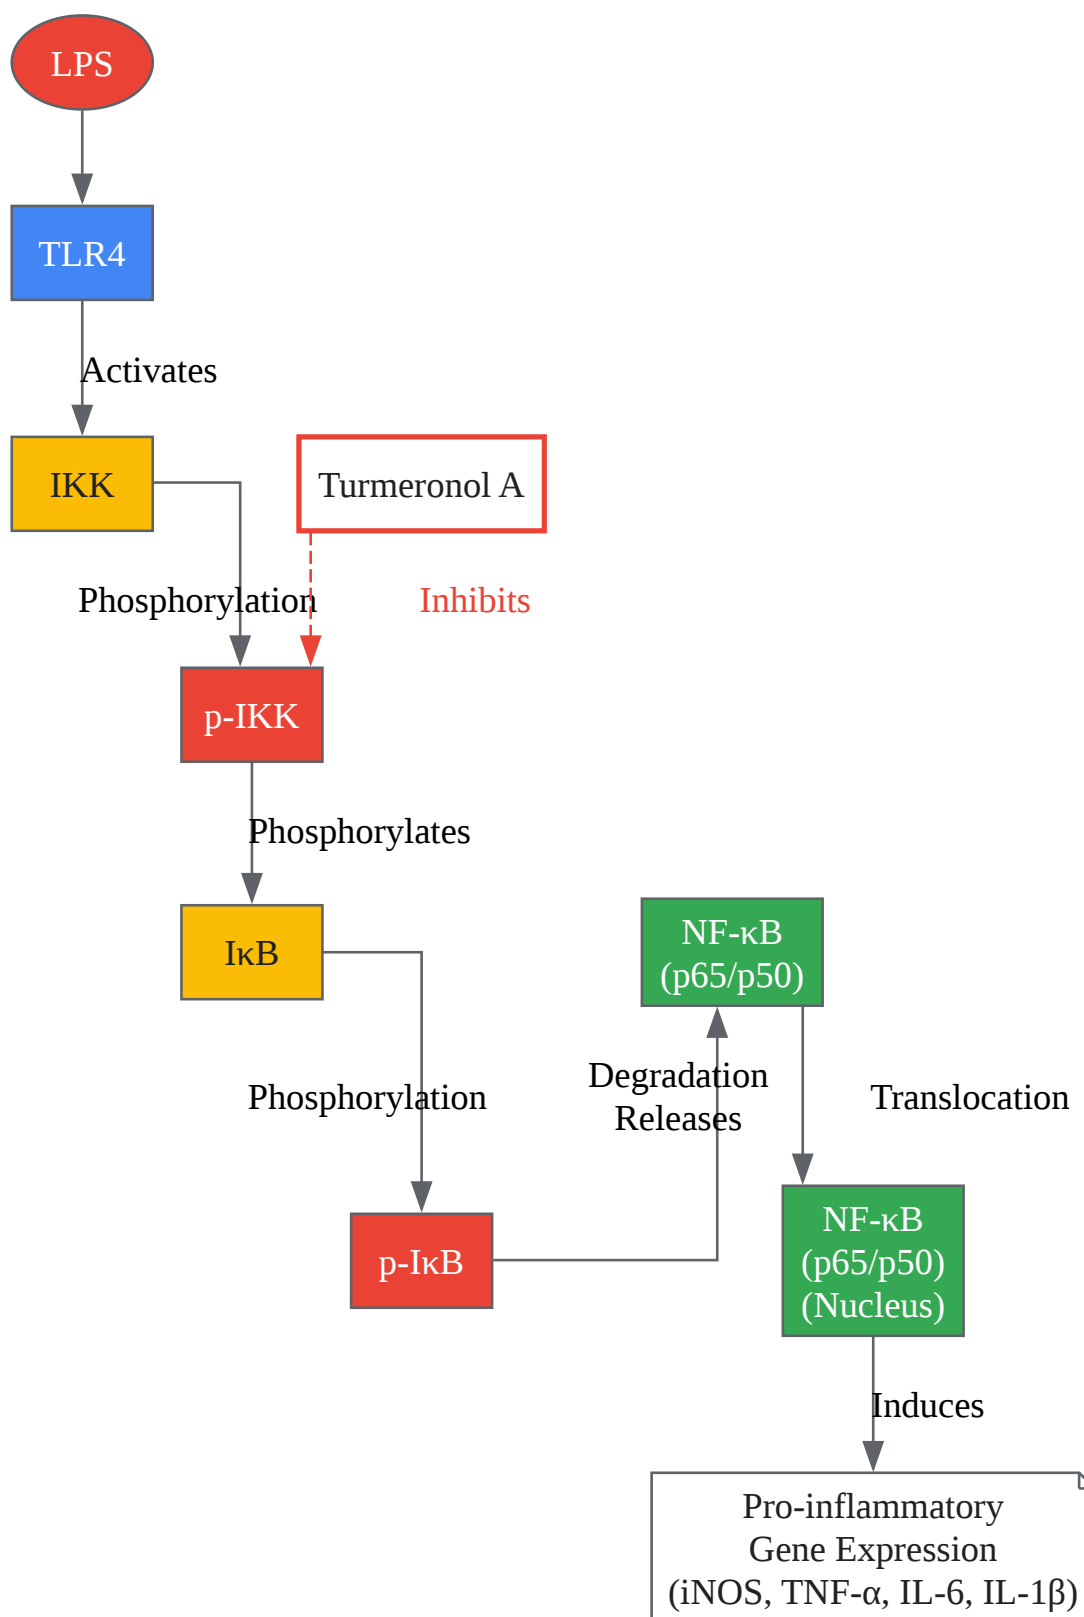 LPS
TLR4
Activates
IKK
Turmeronol A
Phosphorylation
Inhibits
p-IKK
Phosphorylates
IκB
NF-κB
(p65/p50)
Phosphorylation
Degradation
Releases
Translocation
p-IκB
NF-κB
(p65/p50)
(Nucleus)
Induces
Pro-inflammatory
Gene Expression
(iNOS, TNF-α, IL-6, IL-1β)